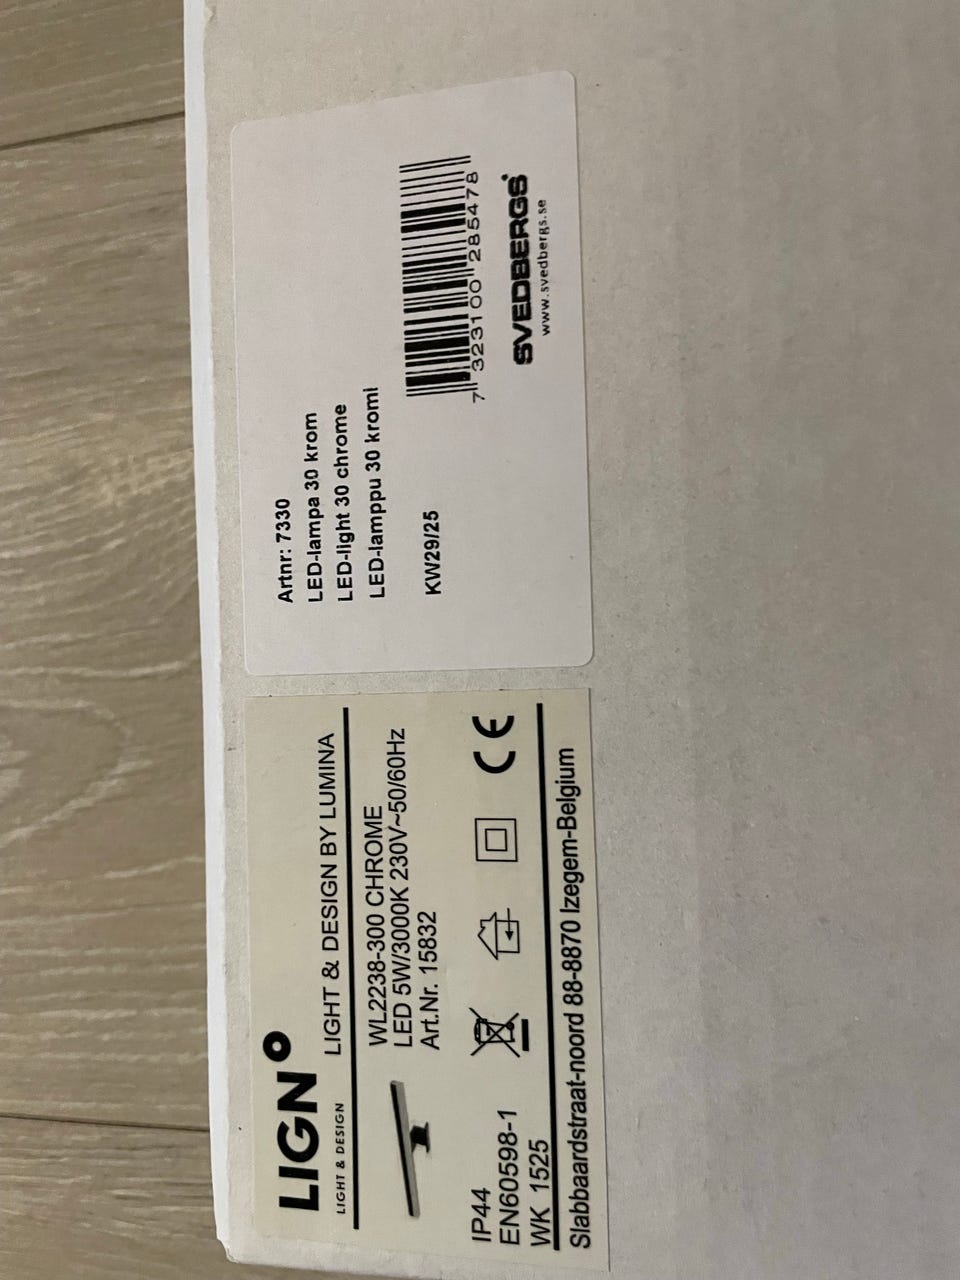 LIGN
LIGHT & DESIGN
LIGHT & DESIGN BY LUMINA
WL2238-300 CHROME
LED 5W/3000K 230V~50/60Hz
Art.Nr. 15832
IP44
EN60598-1
WK 1525
CE
Slabbaardstraat-noord 88-8870 Izegem-Belgium
Artnr: 7330
LED-lampa 30 krom
LED-light 30 chrome
LED-lamppu 30 kromi
KW29/25
7 323100 285478
SVEDBERGS
www.svedbergs.se